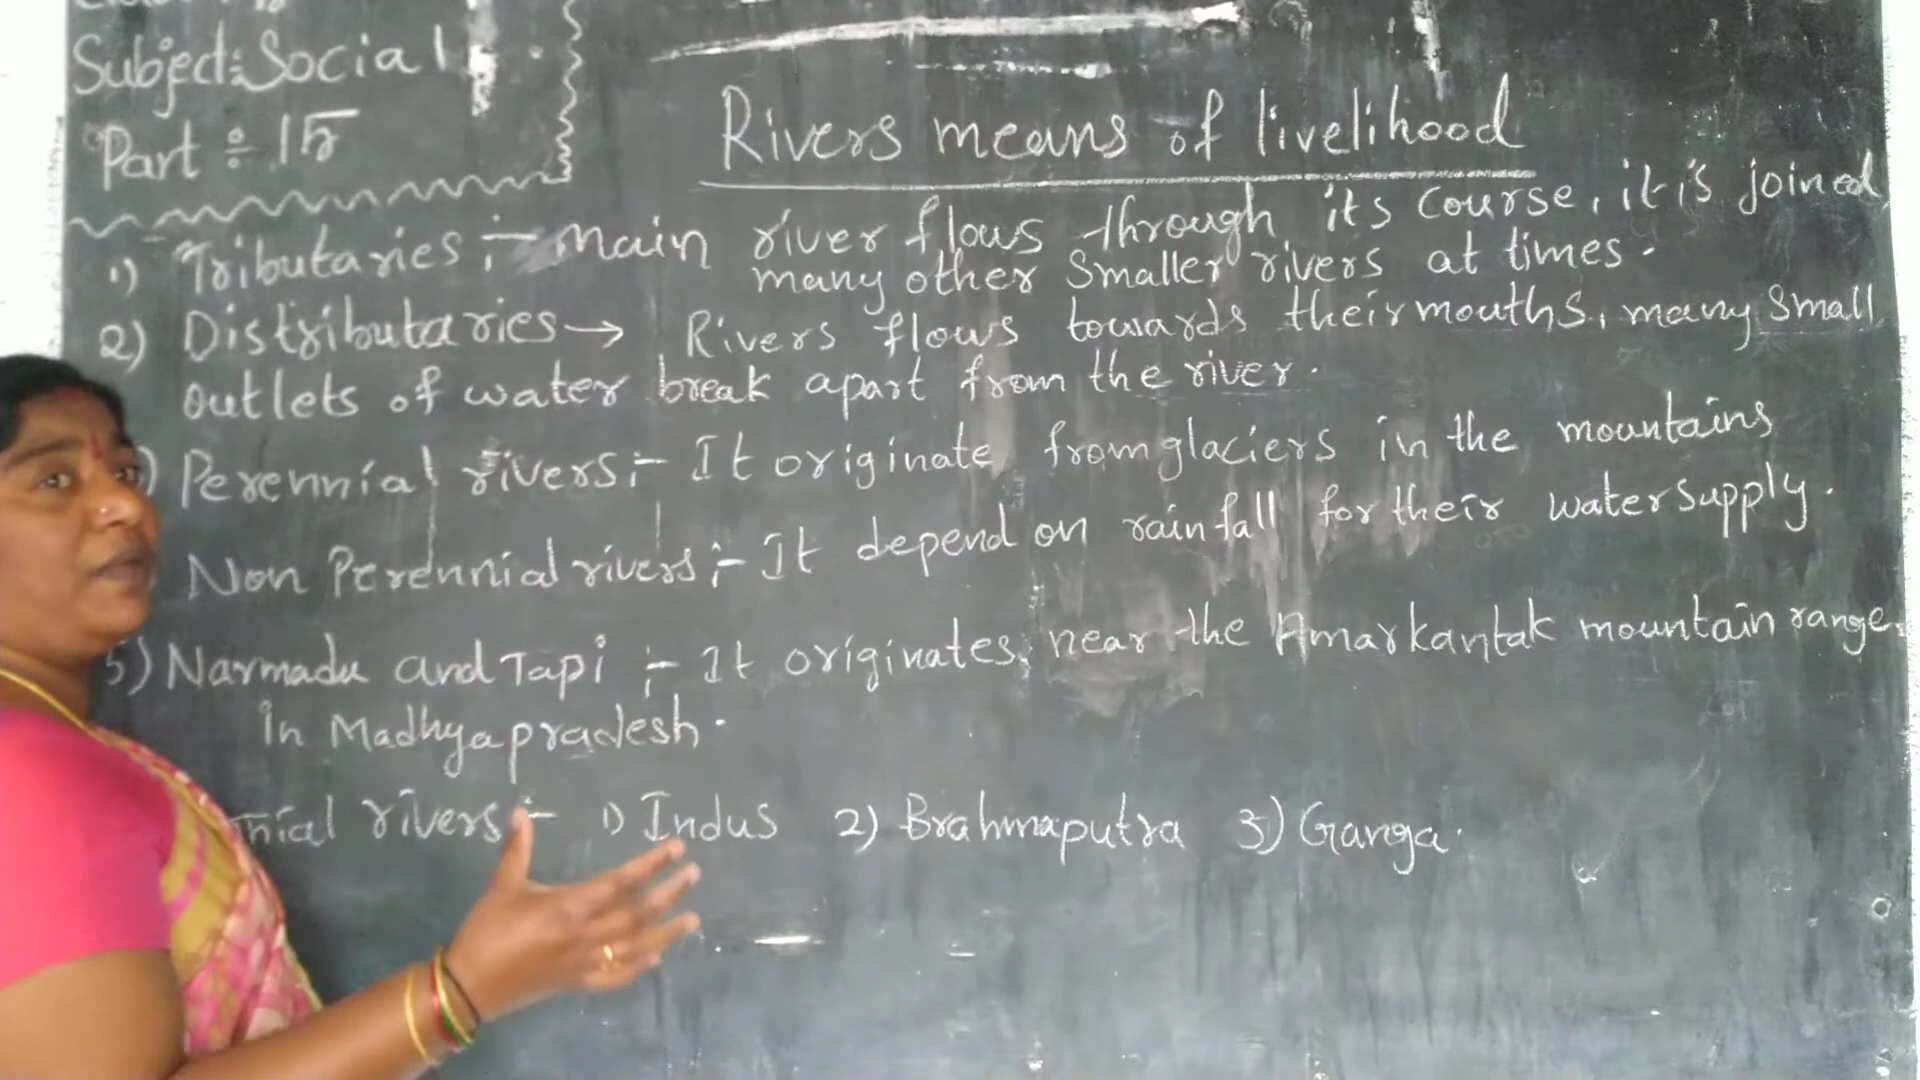 Subject: Social
Part ÷ 15
Rivers means of livelihood
1) Tributaries :- Main river flows through its course, it is joined
many other smaller rivers at times.
2) Distributaries → Rivers flows towards their mouths, many small
outlets of water break apart from the river.
) Perennial rivers :- It originate from glaciers in the mountains
Non Perennial rivers :- It depend on rainfall for their water supply.
5) Narmada and Tapi :- It originates near the Amarkantak mountain range.
in Madhyapradesh.
nial rivers :- 1) Indus 2) Brahmaputra 3) Ganga.